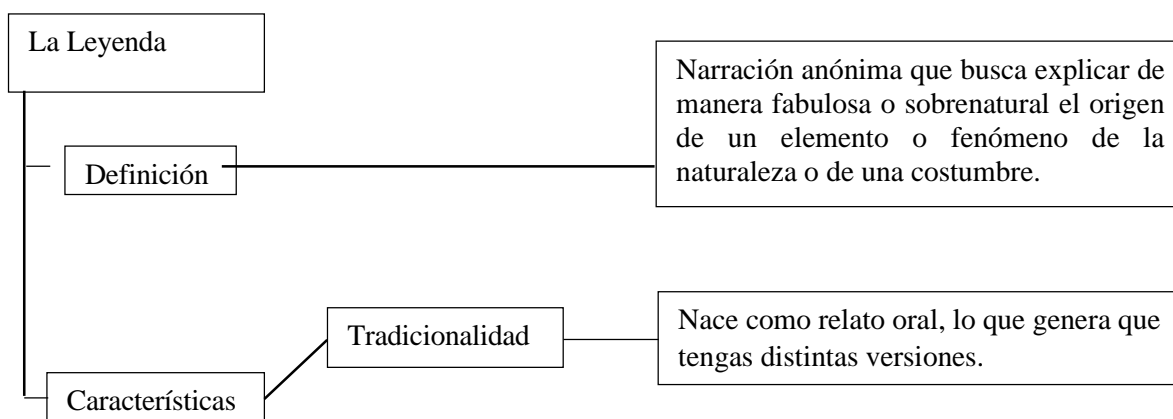 La Leyenda
Narración anónima que busca explicar de
manera fabulosa o sobrenatural el origen
de un elemento o fenómeno de la
naturaleza o de una costumbre.
Definición
Tradicionalidad
Nace como relato oral, lo que genera que
tengas distintas versiones.
Características